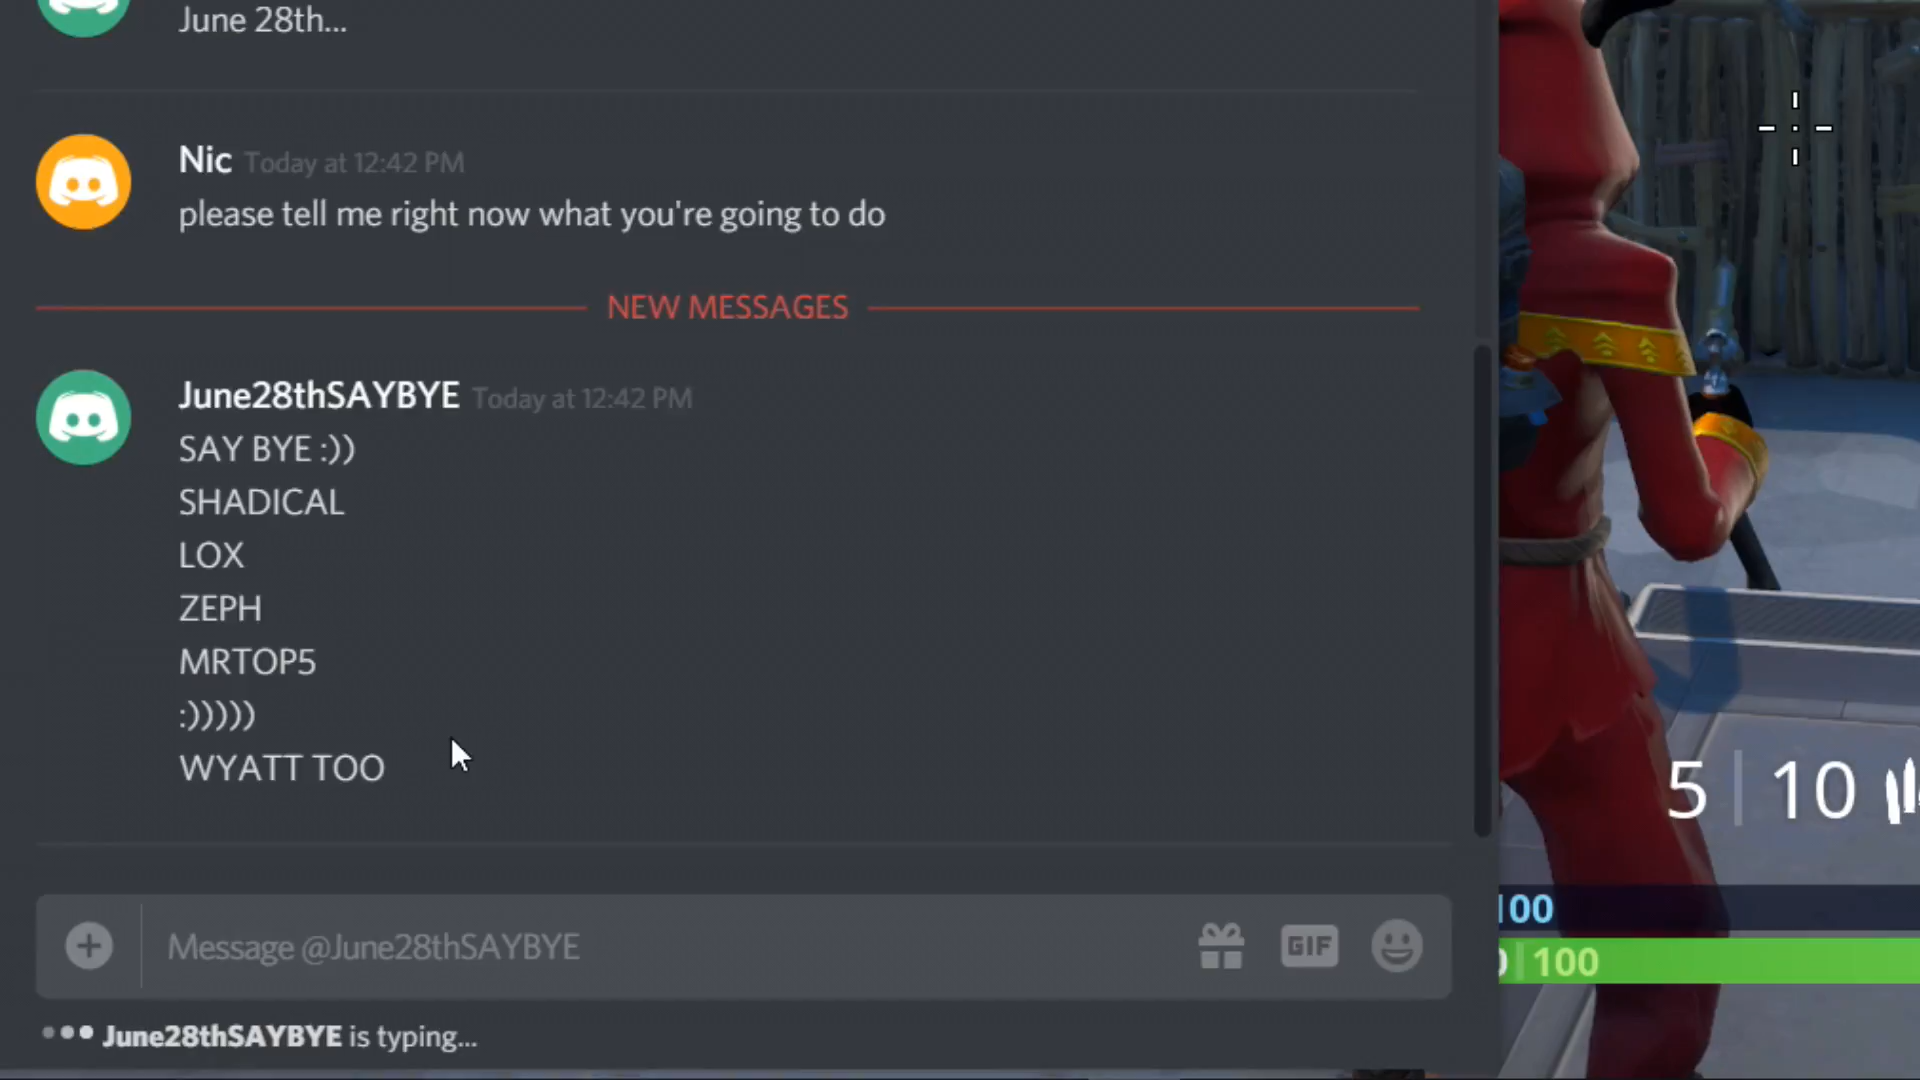 June 28th...
Nic Today at 12:42 PM
please tell me right now what you're going to do
NEW MESSAGES
June28thSAYBYE Today at 12:42 PM
SAY BYE :))
SHADICAL
LOX
ZEPH
MRTOP5
:)))))
WYATT TOO
5 | 10
Message @June28thSAYBYE
GIF
100
| 100
June28thSAYBYE is typing...